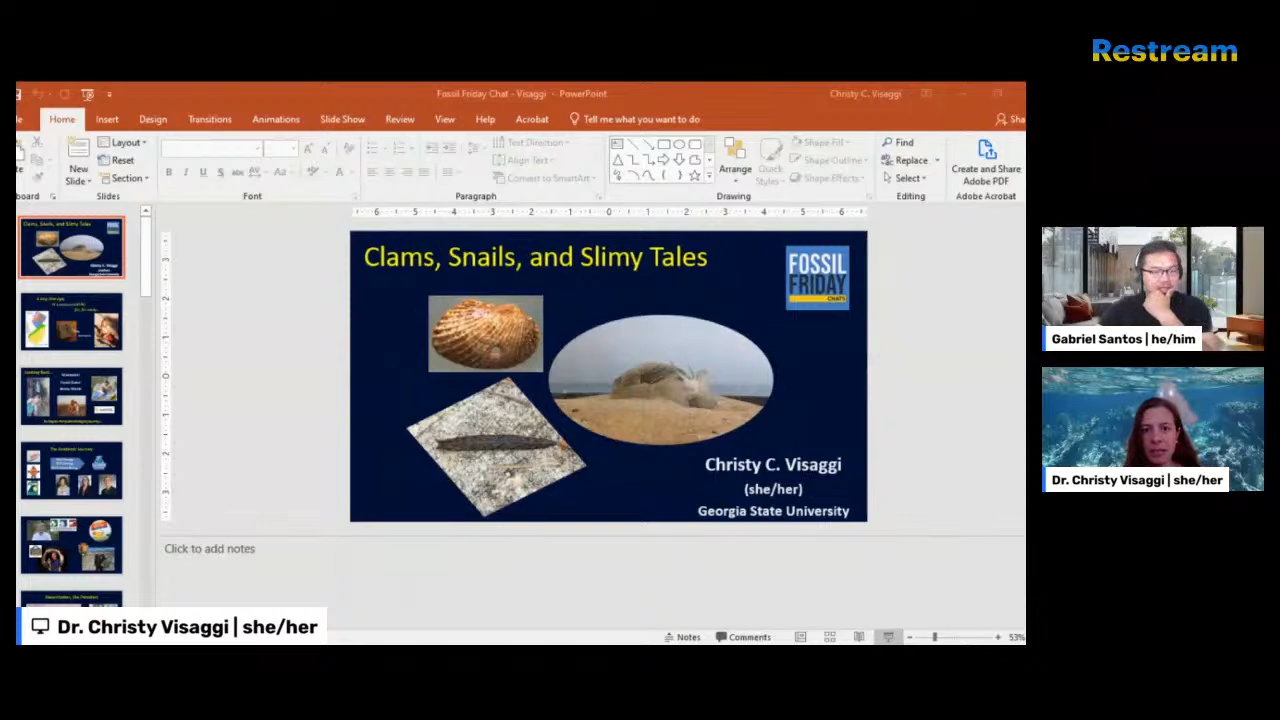 Restream
Fossil Friday Chat - Visaggi - PowerPoint
Christy C. Visaggi
Home Insert Design Transitions Animations Slide Show Review View Help Acrobat Tell me what you want to do
Sha
New
Slide
Layout
Reset
Section
Text Direction
Align Text
Convert to SmartArt
Arrange
Quick
Styles
Shape Fill
Shape Outline
Shape Effects
Find
Replace
Select
Create and Share
Adobe PDF
board Slides Font Paragraph Drawing Editing Adobe Acrobat
Clams, Snails, and Slimy Tales
FOSSIL
FRIDAY
CHATS
Christy C. Visaggi
(she/her)
Georgia State University
Click to add notes
Notes Comments 53%
Dr. Christy Visaggi | she/her
Gabriel Santos | he/him
Dr. Christy Visaggi | she/her